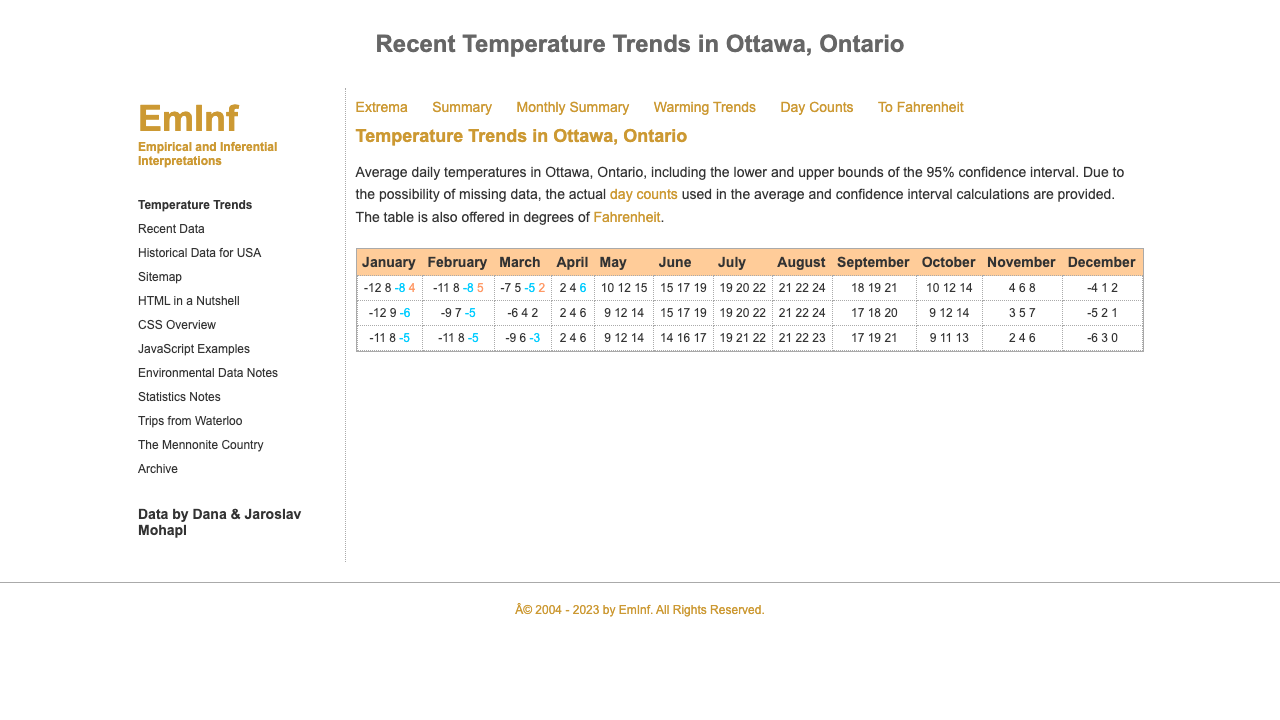 Recent Temperature Trends in Ottawa, Ontario
EmInf
Empirical and Inferential
Interpretations
Temperature Trends
Recent Data
Historical Data for USA
Sitemap
HTML in a Nutshell
CSS Overview
JavaScript Examples
Environmental Data Notes
Statistics Notes
Trips from Waterloo
The Mennonite Country
Archive
Data by Dana & Jaroslav
Mohapl
Extrema Summary Monthly Summary Warming Trends Day Counts To Fahrenheit
Temperature Trends in Ottawa, Ontario
Average daily temperatures in Ottawa, Ontario, including the lower and upper bounds of the 95% confidence interval. Due to
the possibility of missing data, the actual day counts used in the average and confidence interval calculations are provided.
The table is also offered in degrees of Fahrenheit.
January February March April May June July August September October November December
-12 8 -8 4 -11 8 -8 5 -7 5 -5 2 2 4 6 10 12 15 15 17 19 19 20 22 21 22 24 18 19 21 10 12 14 4 6 8 -4 1 2
-12 9 -6 -9 7 -5 -6 4 2 2 4 6 9 12 14 15 17 19 19 20 22 21 22 24 17 18 20 9 12 14 3 5 7 -5 2 1
-11 8 -5 -11 8 -5 -9 6 -3 2 4 6 9 12 14 14 16 17 19 21 22 21 22 23 17 19 21 9 11 13 2 4 6 -6 3 0
Â© 2004 - 2023 by EmInf. All Rights Reserved.